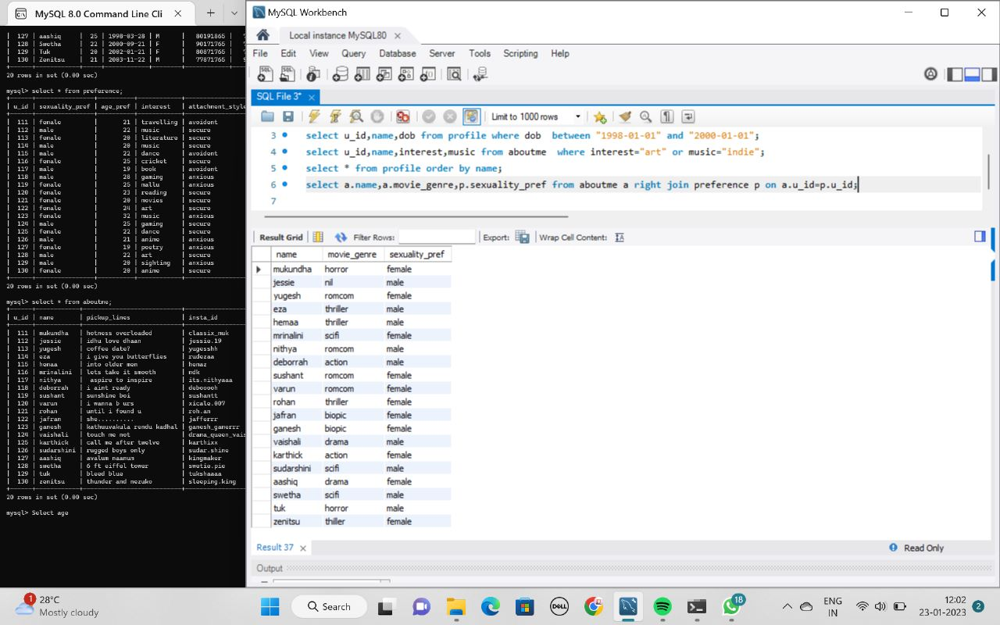 MySQL 8.0 Command Line Cli
| 127 | aashiq | 25 | 1998-03-28 | M | 80191865 |
| 128 | Swetha | 22 | 2000-09-21 | F | 90171765 |
| 129 | Tuk | 20 | 2002-01-21 | F | 80871765 |
| 130 | Zenitsu | 21 | 2003-11-22 | M | 77871765 |
20 rows in set (0.00 sec)
mysql> select * from preference;
| u_id | sexuality_pref | age_pref | interest | attachment_style
| 111 | female | 21 | travelling | avoident
| 112 | male | 22 | music | secure
| 113 | female | 20 | literature | secure
| 114 | male | 20 | music | secure
| 115 | male | 22 | dance | avoident
| 116 | female | 25 | cricket | secure
| 117 | male | 19 | book | avoident
| 118 | male | 28 | gaming | anxious
| 119 | female | 25 | mallu | anxious
| 120 | female | 23 | reading | secure
| 121 | female | 20 | movies | secure
| 122 | female | 24 | art | secure
| 123 | female | 32 | music | anxious
| 124 | male | 25 | gaming | secure
| 125 | female | 22 | dance | secure
| 126 | male | 21 | anime | anxious
| 127 | female | 19 | poetry | anxious
| 128 | male | 22 | art | secure
| 129 | male | 20 | sighting | anxious
| 130 | female | 20 | anime | secure
20 rows in set (0.00 sec)
mysql> select * from aboutme;
| u_id | name | pickup_lines | insta_id
| 111 | mukundha | hotness overloaded | classix_muk
| 112 | jessie | idhu love dhaan | jessie.19
| 113 | yugesh | coffee date? | yugesshh
| 114 | eza | i give you butterflies | rudezaa
| 115 | hemaa | into older men | hemaz
| 116 | mrinalini | lets take it smooth | mdk
| 117 | nithya | aspire to inspire | its.nithyaaa
| 118 | deborrah | i aint ready | debooooh
| 119 | sushant | sunshine boi | sushantt
| 120 | varun | i wanna b urs | xicale.007
| 121 | rohan | until i found u | roh.an
| 122 | jafran | she.......... | jafferrr
| 123 | ganesh | kathuuvakula rendu kadhal | ganesh_ganerrr
| 124 | vaishali | touch me not | drama_queen_vais
| 125 | karthick | call me after twelve | karthixx
| 126 | sudarshini | rugged boys only | sudar.shine
| 127 | aashiq | avalum naanum | kingmaker
| 128 | swetha | 6 ft eiffel tower | swetie.pie
| 129 | tuk | bleed blue | tukshaaaa
| 130 | zenitsu | thunder and nezuko | sleeping.king
20 rows in set (0.00 sec)
mysql> Select age
MySQL Workbench
Local instance MySQL80
File Edit View Query Database Server Tools Scripting Help
SQL File 3*
Limit to 1000 rows
3 select u_id,name,dob from profile where dob between "1998-01-01" and "2000-01-01";
4 select u_id,name,interest,music from aboutme where interest="art" or music="indie";
5 select * from profile order by name;
6 select a.name,a.movie_genre,p.sexuality_pref from aboutme a right join preference p on a.u_id=p.u_id;
7
Result Grid Filter Rows: Export: Wrap Cell Content:
name movie_genre sexuality_pref
mukundha horror female
jessie nil male
yugesh romcom female
eza thriller male
hemaa thriller male
mrinalini scifi female
nithya romcom male
deborrah action male
sushant romcom female
varun romcom female
rohan thriller female
jafran biopic female
ganesh biopic female
vaishali drama male
karthick action female
sudarshini scifi male
aashiq drama female
swetha scifi male
tuk horror male
zenitsu thiller female
Result 37
Read Only
Output
1
28°C
Mostly cloudy
Search
DELL
18
ENG
IN
12:02
23-01-2023
2